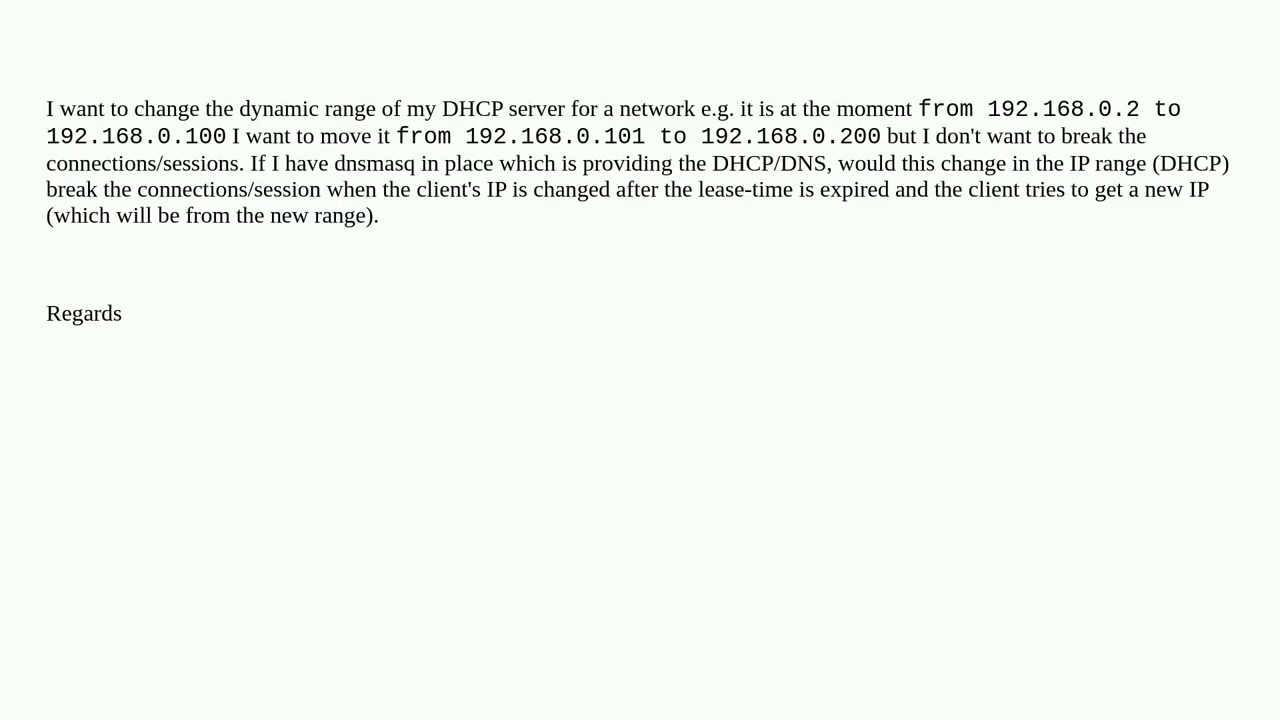 I want to change the dynamic range of my DHCP server for a network e.g. it is at the moment from 192.168.0.2 to
192.168.0.100 I want to move it from 192.168.0.101 to 192.168.0.200 but I don't want to break the
connections/sessions. If I have dnsmasq in place which is providing the DHCP/DNS, would this change in the IP range (DHCP)
break the connections/session when the client's IP is changed after the lease-time is expired and the client tries to get a new IP
(which will be from the new range).
Regards